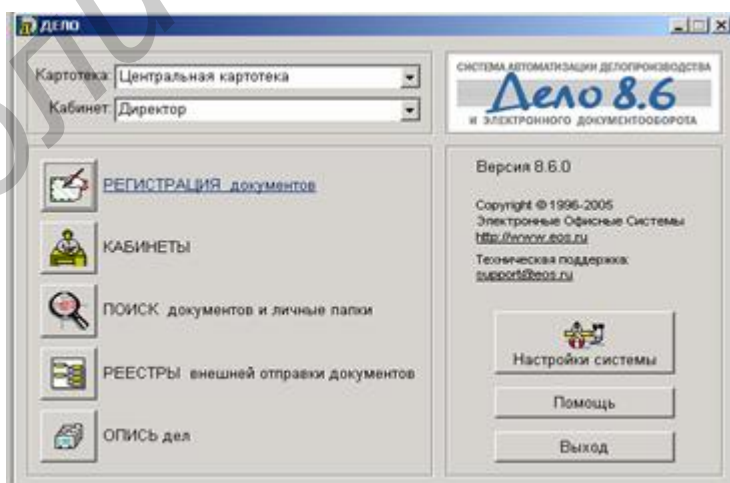 ДЕЛО
Картотека: Центральная картотека
Кабинет: Директор
СИСТЕМА АВТОМАТИЗАЦИИ ДЕЛОПРОИЗВОДСТВА
Дело 8.6
И ЭЛЕКТРОННОГО ДОКУМЕНТООБОРОТА
РЕГИСТРАЦИЯ документов
КАБИНЕТЫ
ПОИСК документов и личные папки
РЕЕСТРЫ внешней отправки документов
ОПИСЬ дел
Версия 8.6.0
Copyright © 1996-2005
Электронные Офисные Системы
http://www.eos.ru
Техническая поддержка:
support@eos.ru
Настройки системы
Помощь
Выход